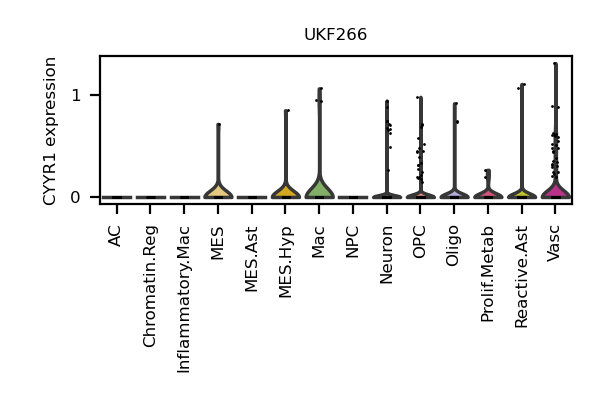 UKF266
CYYR1 expression
1
0
AC
Chromatin.Reg
Inflammatory.Mac
MES
MES.Ast
MES.Hyp
Mac
NPC
Neuron
OPC
Oligo
Prolif.Metab
Reactive.Ast
Vasc